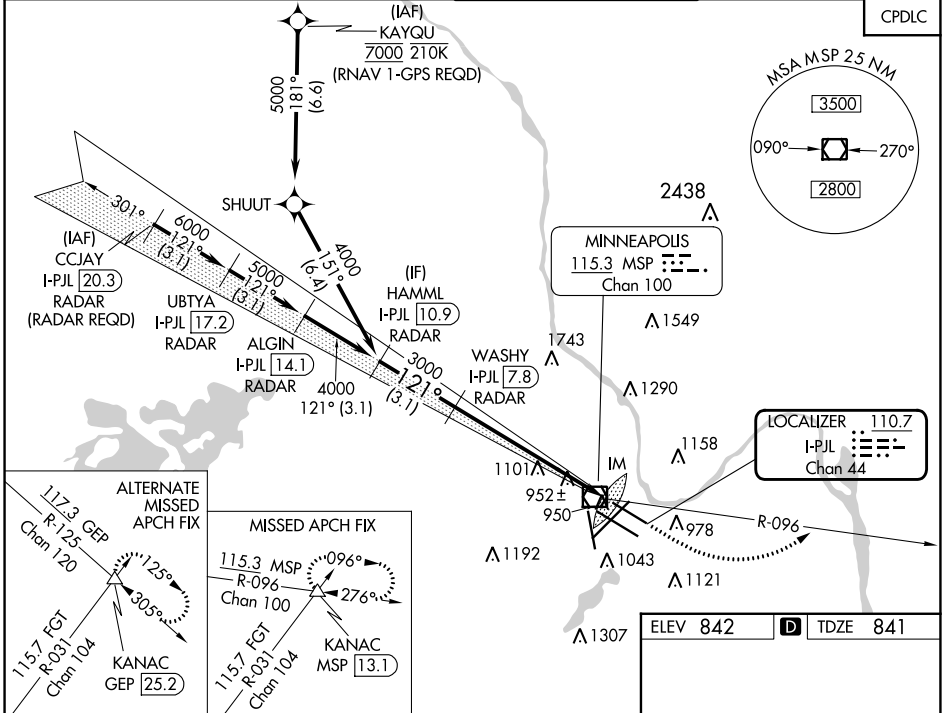 CPDLC
(IAF)
KAYQU
7000 210K
(RNAV 1-GPS REQD)
5000
181°
(6.6)
MSA MSP 25 NM
3500
090°
270°
2800
SHUUT
4000
151°
(6.4)
2438
MINNEAPOLIS
115.3 MSP
Chan 100
301°
6000
121°
(3.1)
(IAF)
CCJAY
I-PJL 20.3
RADAR
(RADAR REQD)
5000
121°
(3.1)
UBTYA
I-PJL 17.2
RADAR
ALGIN
I-PJL 14.1
RADAR
4000
121° (3.1)
(IF)
HAMML
I-PJL 10.9
RADAR
3000
121°
(3.1)
WASHY
I-PJL 7.8
RADAR
1743
1549
1290
1158
LOCALIZER 110.7
I-PJL
Chan 44
1101
952±
950
IM
978
R-096
1192
1043
1121
1307
ALTERNATE
MISSED
APCH FIX
117.3 GEP
R-125
Chan 120
125°
305°
115.7 FGT
R-031
Chan 104
KANAC
GEP 25.2
MISSED APCH FIX
115.3 MSP
R-096
Chan 100
096°
276°
115.7 FGT
R-031
Chan 104
KANAC
MSP 13.1
ELEV 842 D TDZE 841